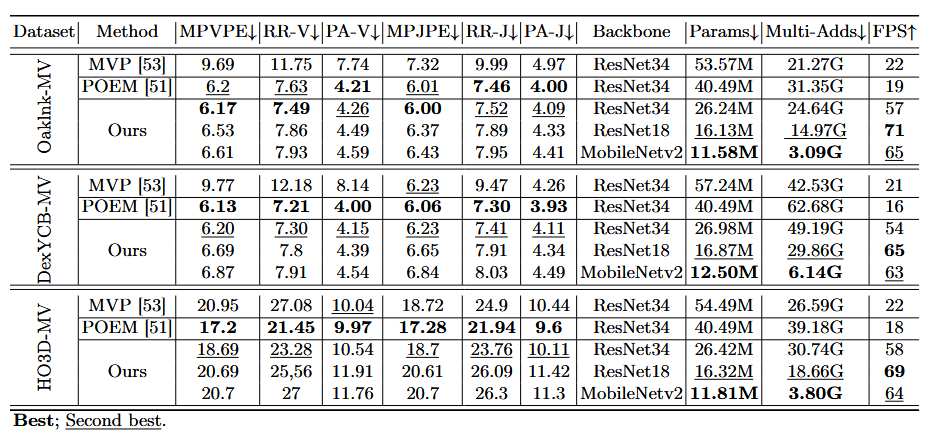 Dataset Method MPVPE↓ RR-V↓ PA-V↓ MPJPE↓ RR-J↓ PA-J↓ Backbone Params↓ Multi-Adds↓ FPS↑
OakInk-MV
MVP [53] 9.69 11.75 7.74 7.32 9.99 4.97 ResNet34 53.57M 21.27G 22
POEM [51] 6.2 7.63 4.21 6.01 7.46 4.00 ResNet34 40.49M 31.35G 19
6.17 7.49 4.26 6.00 7.52 4.09 ResNet34 26.24M 24.64G 57
Ours 6.53 7.86 4.49 6.37 7.89 4.33 ResNet18 16.13M 14.97G 71
6.61 7.93 4.59 6.43 7.95 4.41 MobileNetv2 11.58M 3.09G 65
DexYCB-MV
MVP [53] 9.77 12.18 8.14 6.23 9.47 4.26 ResNet34 57.24M 42.53G 21
POEM [51] 6.13 7.21 4.00 6.06 7.30 3.93 ResNet34 40.49M 62.68G 16
6.20 7.30 4.15 6.23 7.41 4.11 ResNet34 26.98M 49.19G 54
Ours 6.69 7.8 4.39 6.65 7.91 4.34 ResNet18 16.87M 29.86G 65
6.87 7.91 4.54 6.84 8.03 4.49 MobileNetv2 12.50M 6.14G 63
HO3D-MV
MVP [53] 20.95 27.08 10.04 18.72 24.9 10.44 ResNet34 54.49M 26.59G 22
POEM [51] 17.2 21.45 9.97 17.28 21.94 9.6 ResNet34 40.49M 39.18G 18
18.69 23.28 10.54 18.7 23.76 10.11 ResNet34 26.42M 30.74G 58
Ours 20.69 25,56 11.91 20.61 26.09 11.42 ResNet18 16.32M 18.66G 69
20.7 27 11.76 20.7 26.3 11.3 MobileNetv2 11.81M 3.80G 64
Best; Second best.